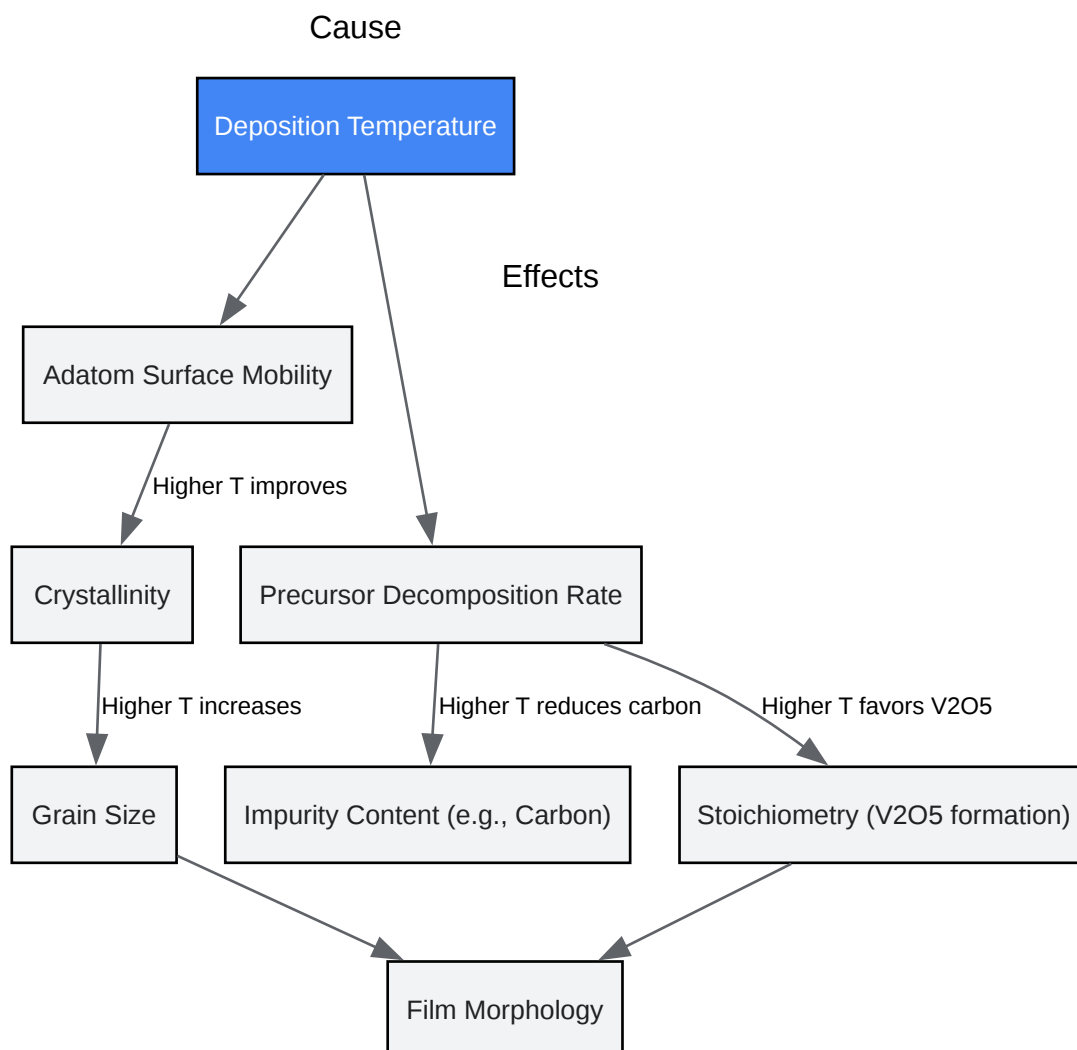 Cause
Deposition Temperature
Effects
Adatom Surface Mobility
Higher T improves
Crystallinity
Precursor Decomposition Rate
Higher T increases
Higher T reduces carbon
Higher T favors V2O5
Grain Size
Impurity Content (e.g., Carbon)
Stoichiometry (V2O5 formation)
Film Morphology